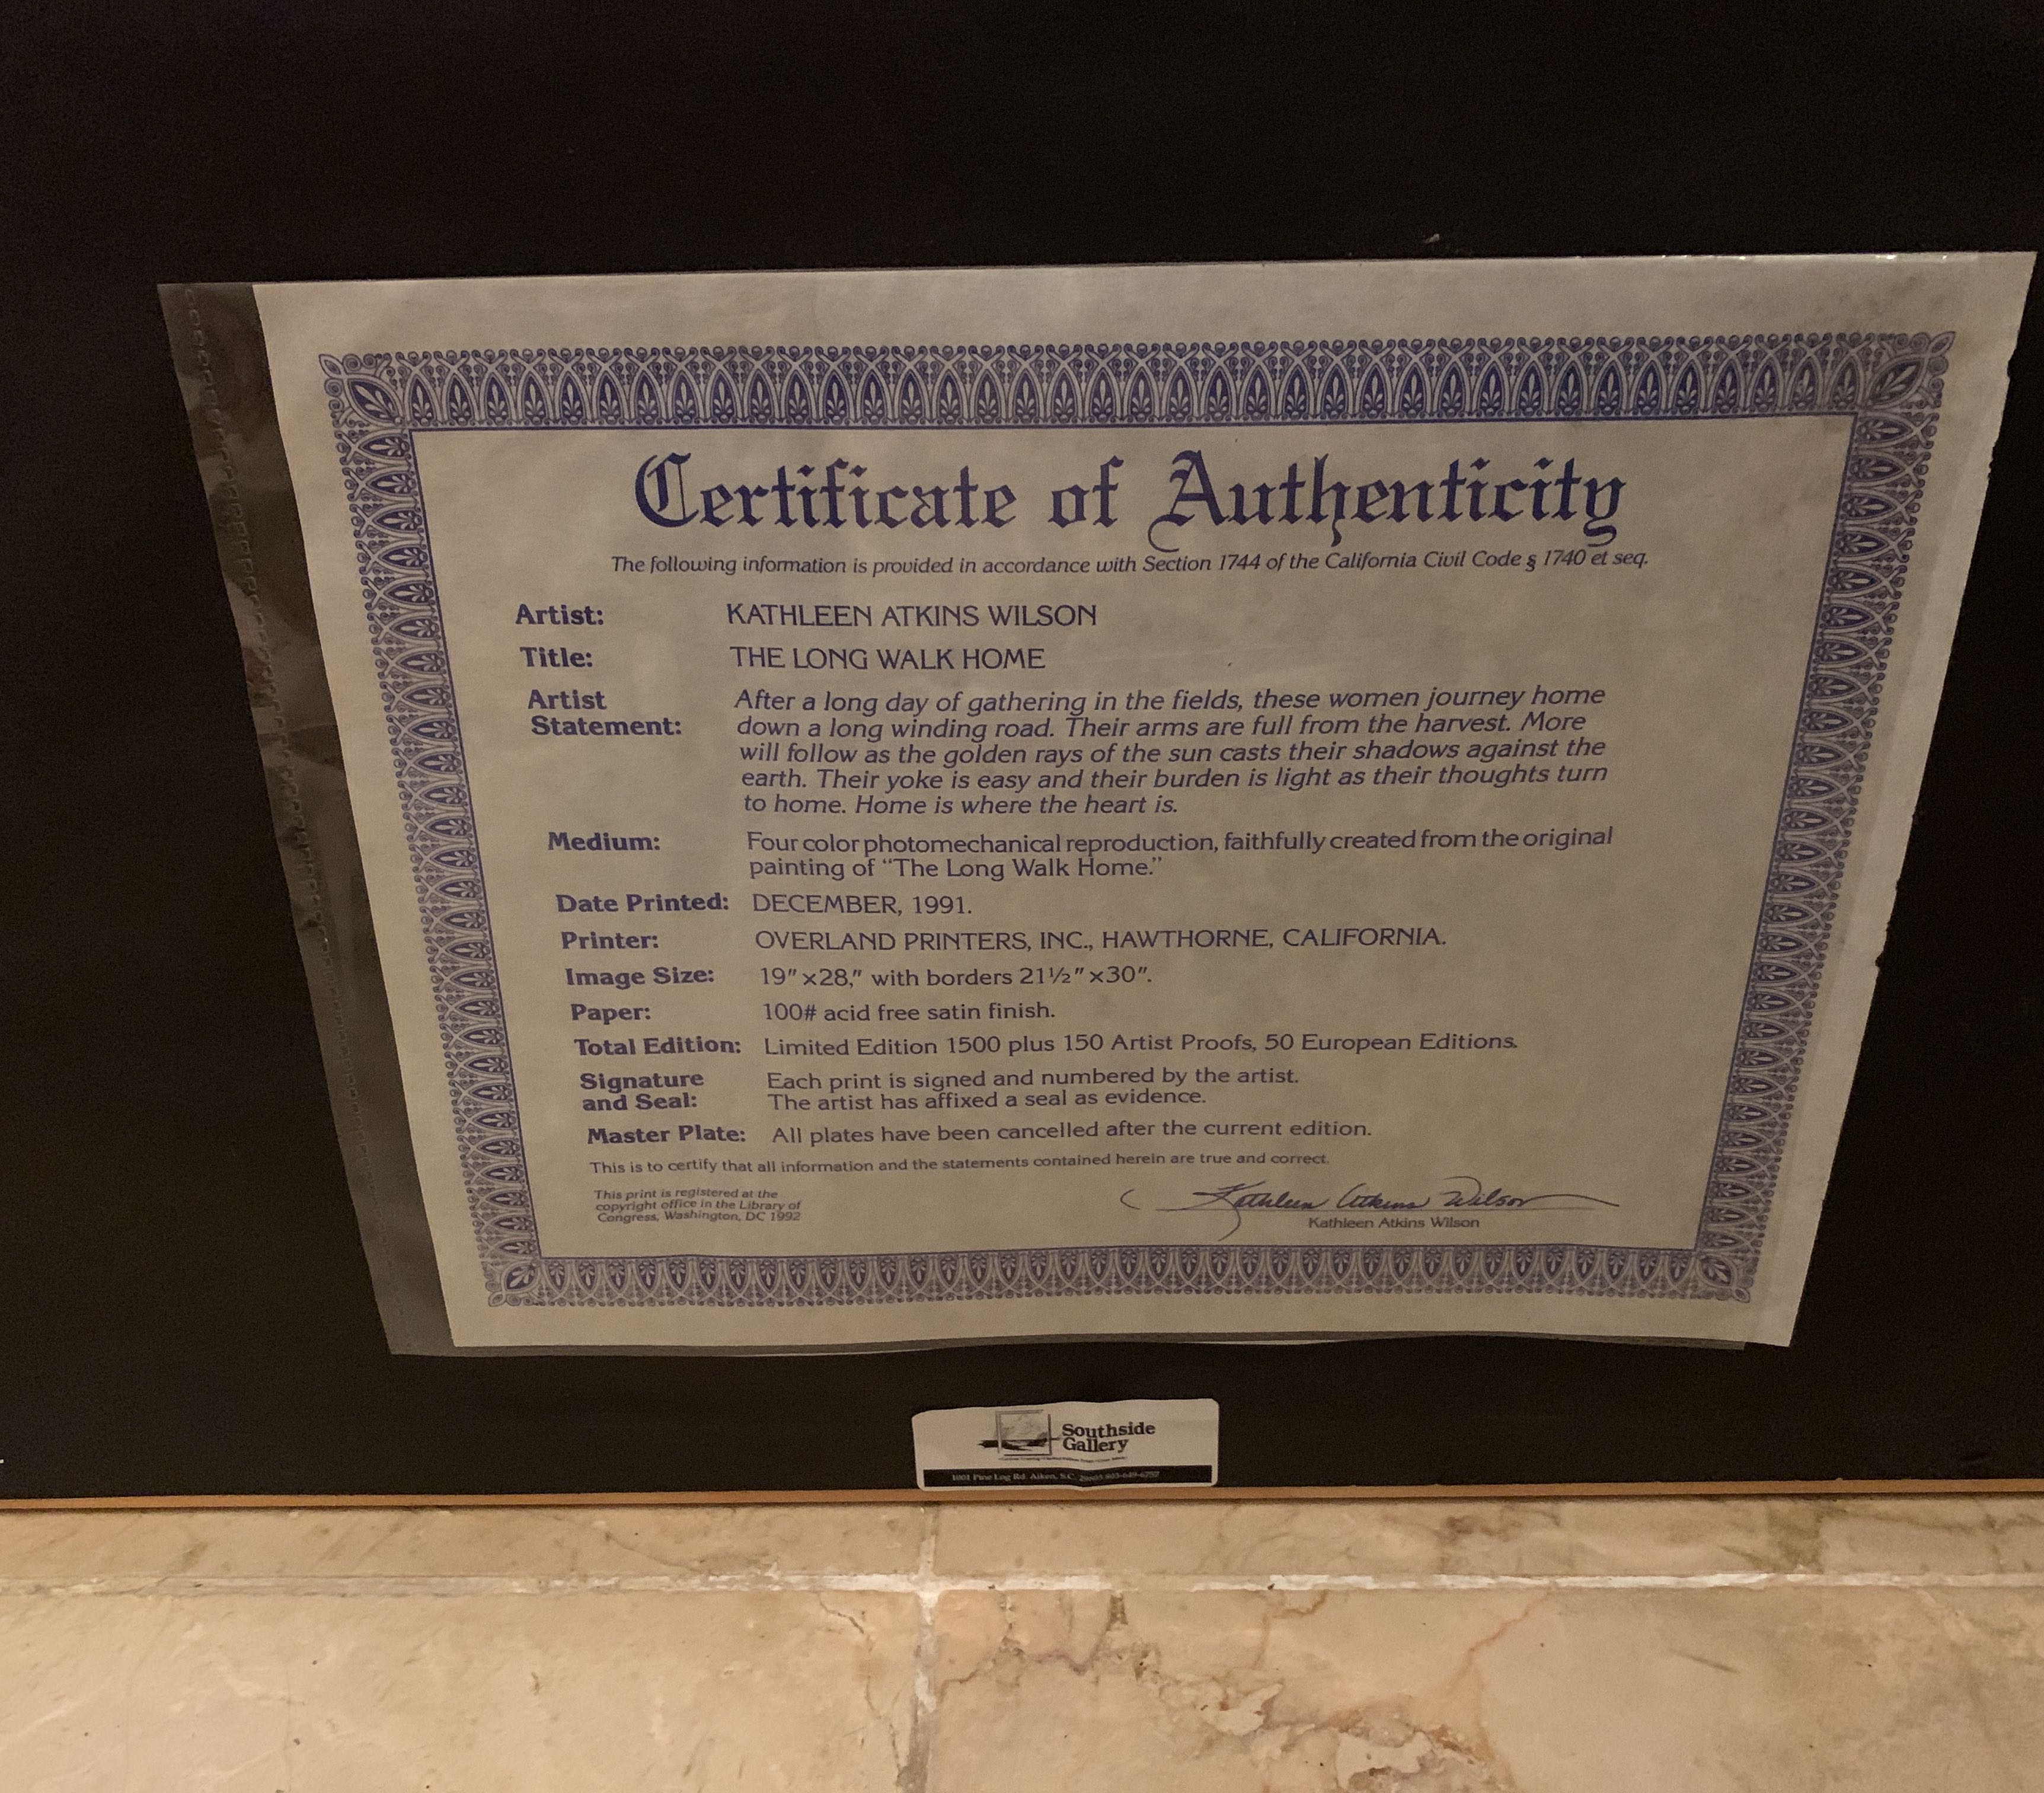 Certificate of Authenticity
The following information is provided in accordance with Section 1744 of the California Civil Code § 1740 et seq.
Artist: KATHLEEN ATKINS WILSON
Title: THE LONG WALK HOME
Artist Statement: After a long day of gathering in the fields, these women journey home
down a long winding road. Their arms are full from the harvest. More
will follow as the golden rays of the sun casts their shadows against the
earth. Their yoke is easy and their burden is light as their thoughts turn
to home. Home is where the heart is.
Medium: Four color photomechanical reproduction, faithfully created from the original
painting of “The Long Walk Home.”
Date Printed: DECEMBER, 1991.
Printer: OVERLAND PRINTERS, INC., HAWTHORNE, CALIFORNIA.
Image Size: 19″×28,″ with borders 21½″×30″.
Paper: 100# acid free satin finish.
Total Edition: Limited Edition 1500 plus 150 Artist Proofs, 50 European Editions.
Signature and Seal: Each print is signed and numbered by the artist.
The artist has affixed a seal as evidence.
Master Plate: All plates have been cancelled after the current edition.
This is to certify that all information and the statements contained herein are true and correct.
This print is registered at the
copyright office in the Library of
Congress, Washington, DC 1992
Kathleen Atkins Wilson
Kathleen Atkins Wilson
Southside
Gallery
1001 Pine Log Rd. Aiken, S.C.